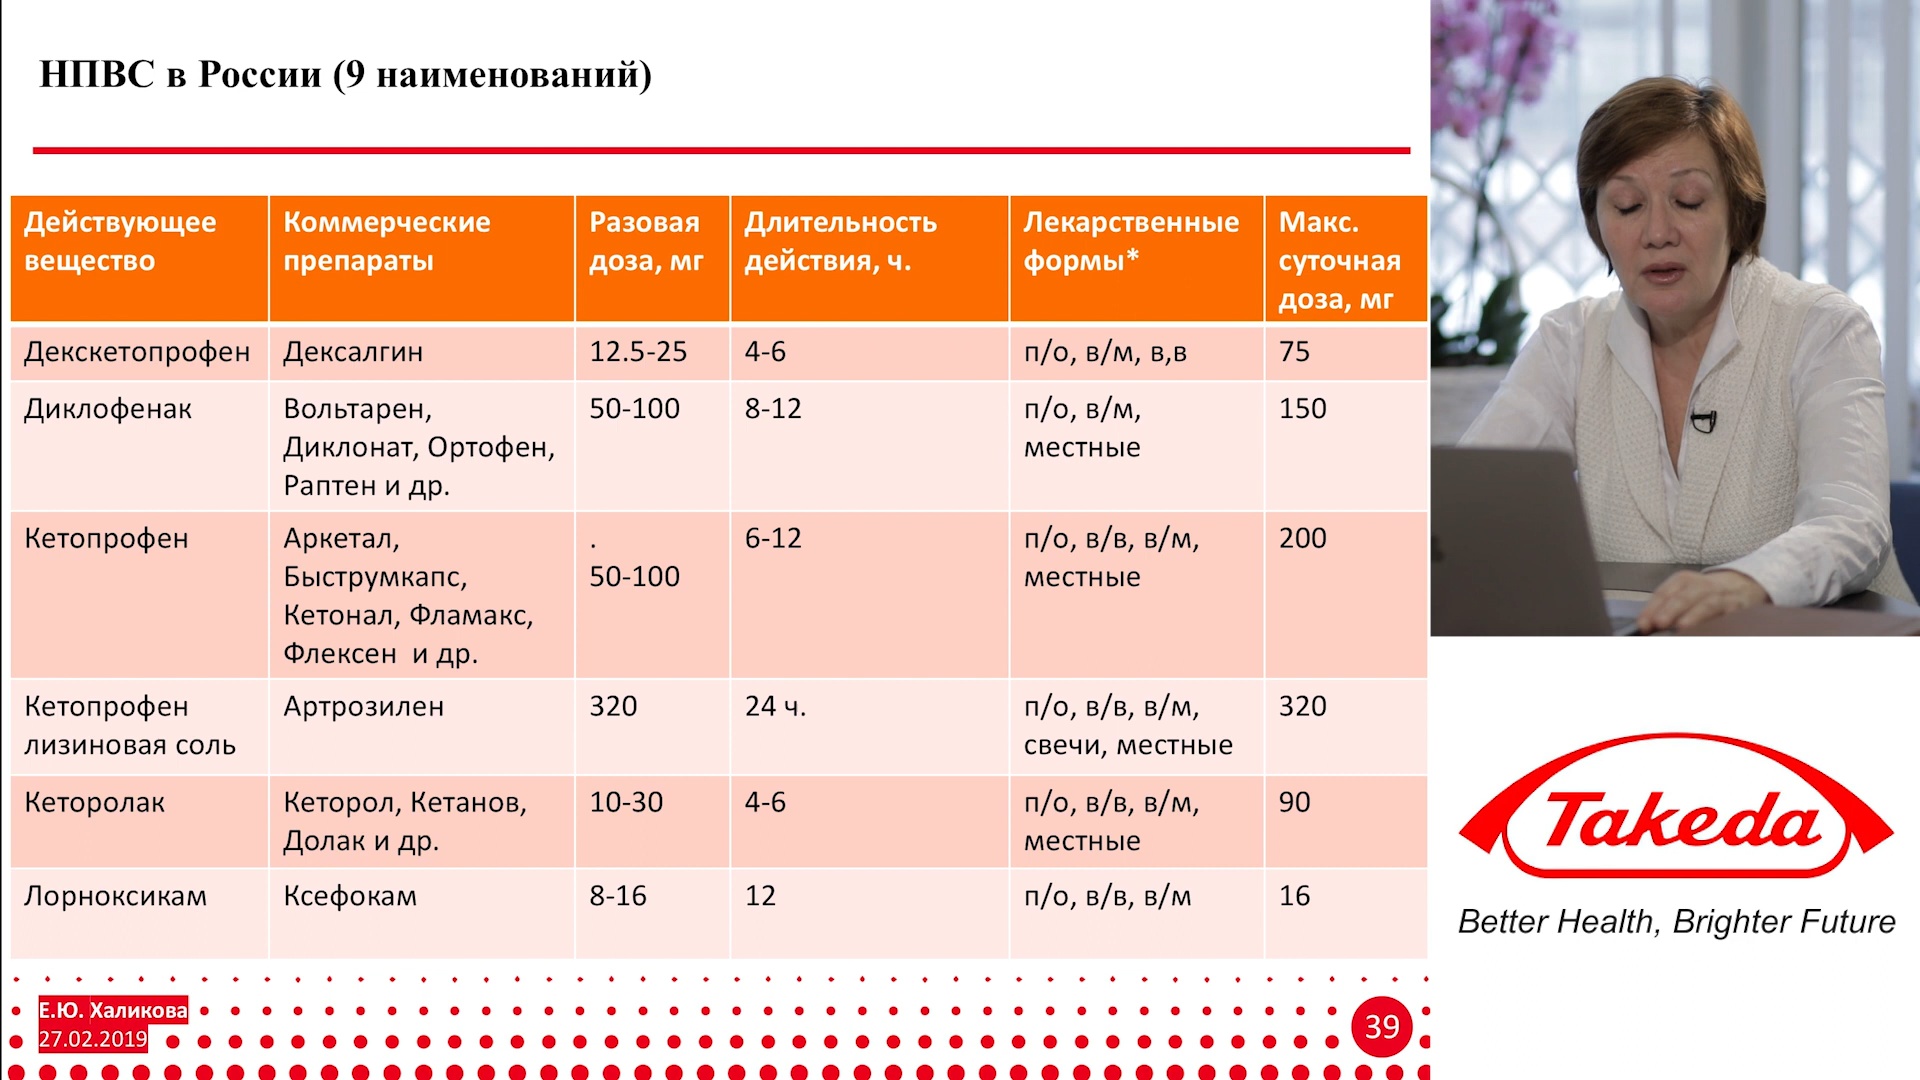 НПВС в России (9 наименований)
Действующее вещество
Коммерческие препараты
Разовая доза, мг
Длительность действия, ч.
Лекарственные формы*
Макс. суточная доза, мг
Декскетопрофен
Дексалгин
12.5-25
4-6
п/о, в/м, в,в
75
Диклофенак
Вольтарен,
Диклонат, Ортофен,
Раптен и др.
50-100
8-12
п/о, в/м,
местные
150
Кетопрофен
Аркетал,
Быструмкапс,
Кетонал, Фламакс,
Флексен и др.
.
50-100
6-12
п/о, в/в, в/м,
местные
200
Кетопрофен
лизиновая соль
Артрозилен
320
24 ч.
п/о, в/в, в/м,
свечи, местные
320
Кеторолак
Кеторол, Кетанов,
Долак и др.
10-30
4-6
п/о, в/в, в/м,
местные
90
Лорноксикам
Ксефокам
8-16
12
п/о, в/в, в/м
16
Е.Ю. Халикова
27.02.2019
39
Takeda
Better Health, Brighter Future